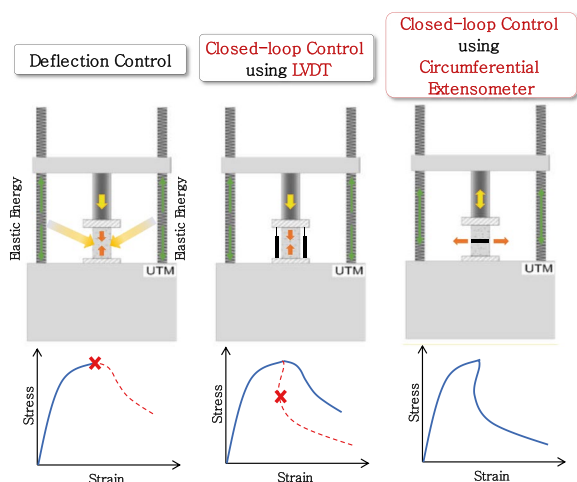 Deflection Control
Closed-loop Control
using LVDT
Closed-loop Control
using
Circumferential
Extensometer
Elastic Energy
Elastic Energy
UTM
UTM
UTM
Stress
Strain
Stress
Strain
Stress
Strain